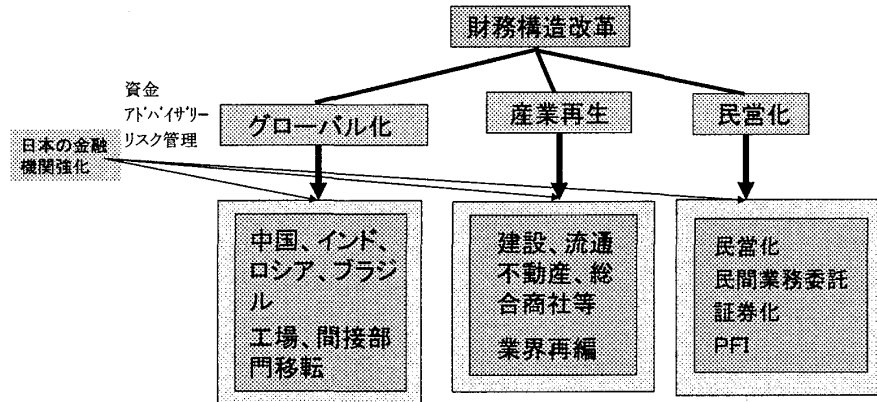 財務構造改革
資金
アドバイザリー
リスク管理
グローバル化
産業再生
民営化
日本の金融
機関強化
中国、インド、
ロシア、ブラジ
ル
工場、間接部
門移転
建設、流通
不動産、総
合商社等
業界再編
民営化
民間業務委託
証券化
PFI